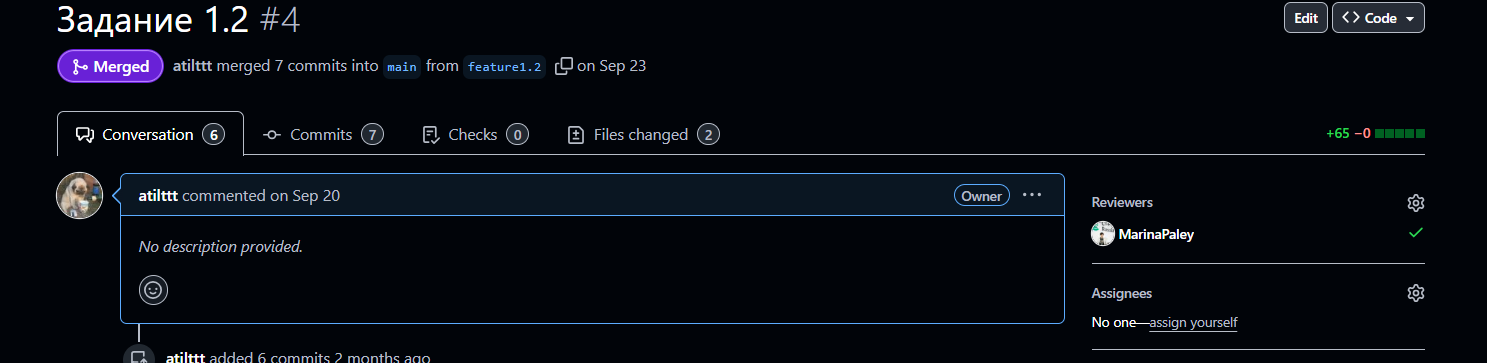 Задание 1.2 #4
Edit
Code
Merged
atilttt merged 7 commits into main from feature1.2 on Sep 23
Conversation 6
Commits 7
Checks 0
Files changed 2
+65 −0
atilttt commented on Sep 20
Owner
No description provided.
Reviewers
MarinaPaley
Assignees
No one—assign yourself
atilttt added 6 commits 2 months ago